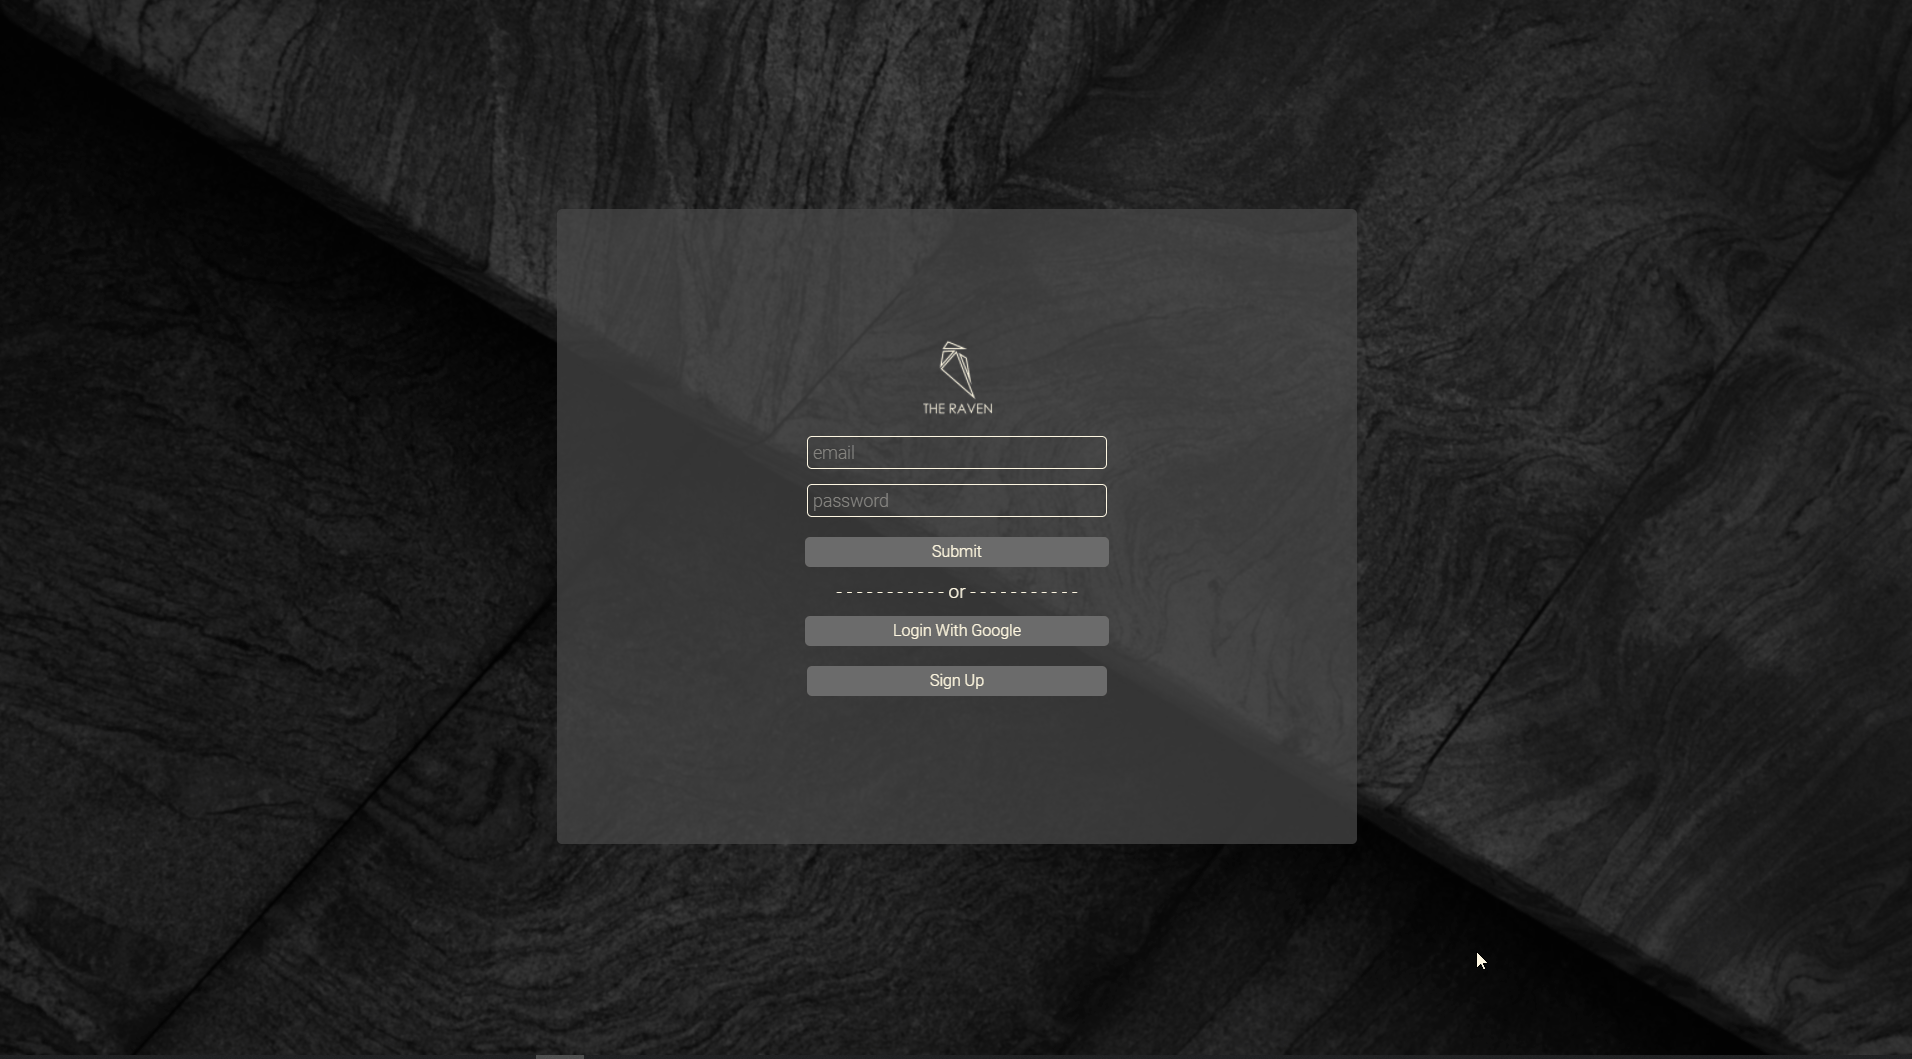 THE RAVEN
email
password
Submit
- - - - - - - - - - - or - - - - - - - - - - -
Login With Google
Sign Up